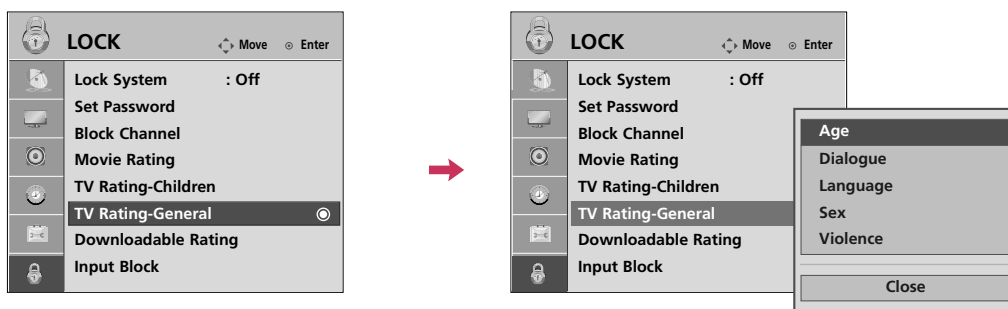 LOCK Move Enter
Lock System : Off
Set Password
Block Channel
Movie Rating
TV Rating-Children
TV Rating-General
Downloadable Rating
Input Block
LOCK Move Enter
Lock System : Off
Set Password
Block Channel
Movie Rating
TV Rating-Children
TV Rating-General
Downloadable Rating
Input Block
Age
Dialogue
Language
Sex
Violence
Close